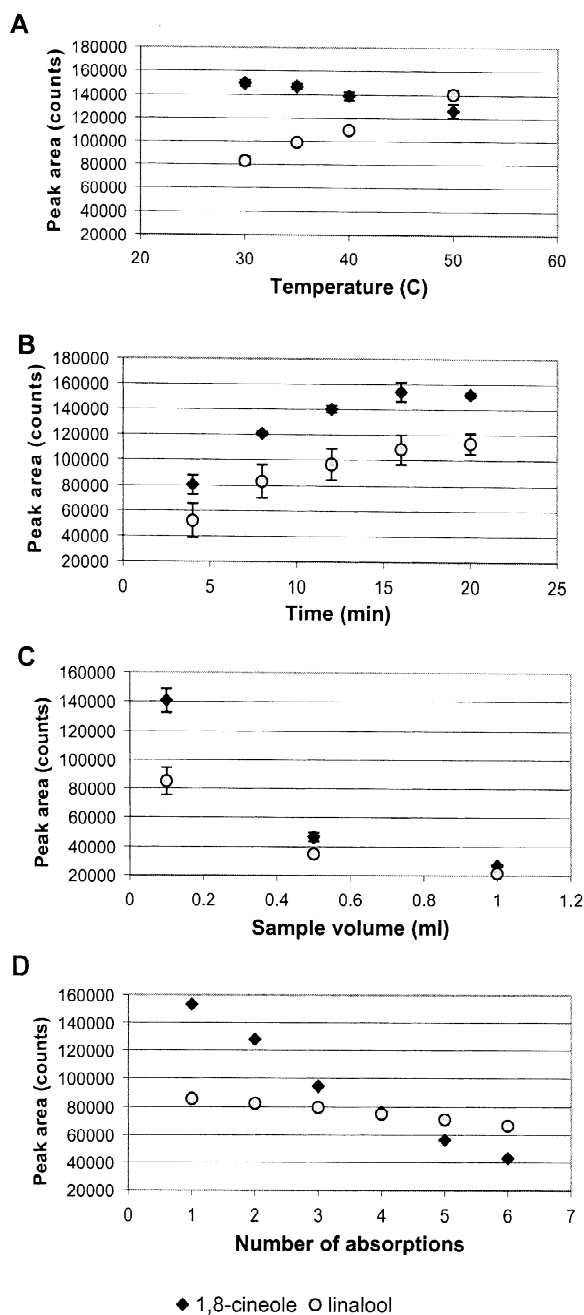 A
180000
160000
140000
120000
100000
80000
60000
40000
20000
Peak area (counts)
20 30 40 50 60
Temperature (C)
B
180000
160000
140000
120000
100000
80000
60000
40000
20000
Peak area (counts)
0 5 10 15 20 25
Time (min)
C
160000
140000
120000
100000
80000
60000
40000
20000
Peak area (counts)
0 0.2 0.4 0.6 0.8 1 1.2
Sample volume (ml)
D
160000
140000
120000
100000
80000
60000
40000
20000
Peak area (counts)
0 1 2 3 4 5 6 7
Number of absorptions
1,8-cineole linalool